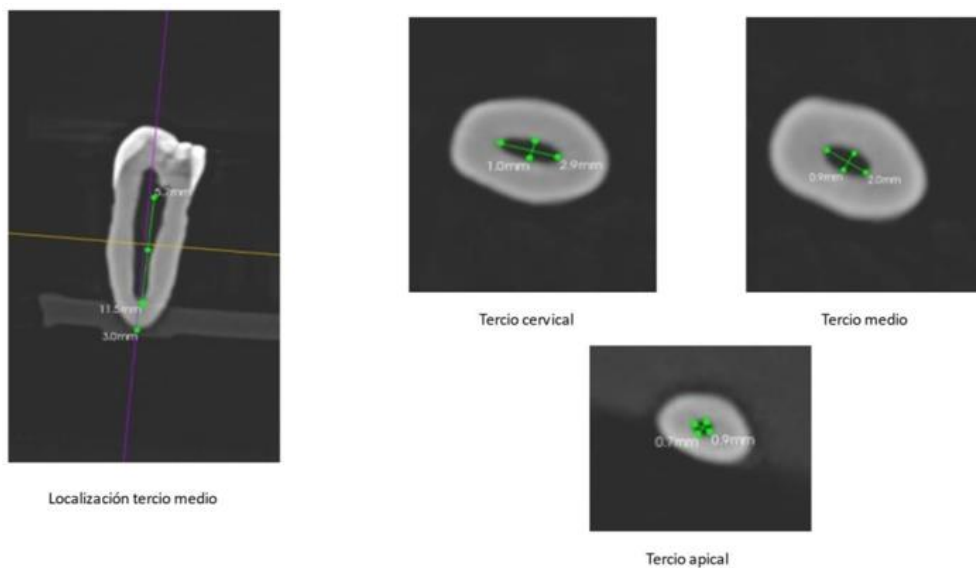 5.2mm
11.5mm
3.0mm
Localización tercio medio
1.0mm
2.9mm
Tercio cervical
0.9mm
2.0mm
Tercio medio
0.7mm
0.9mm
Tercio apical